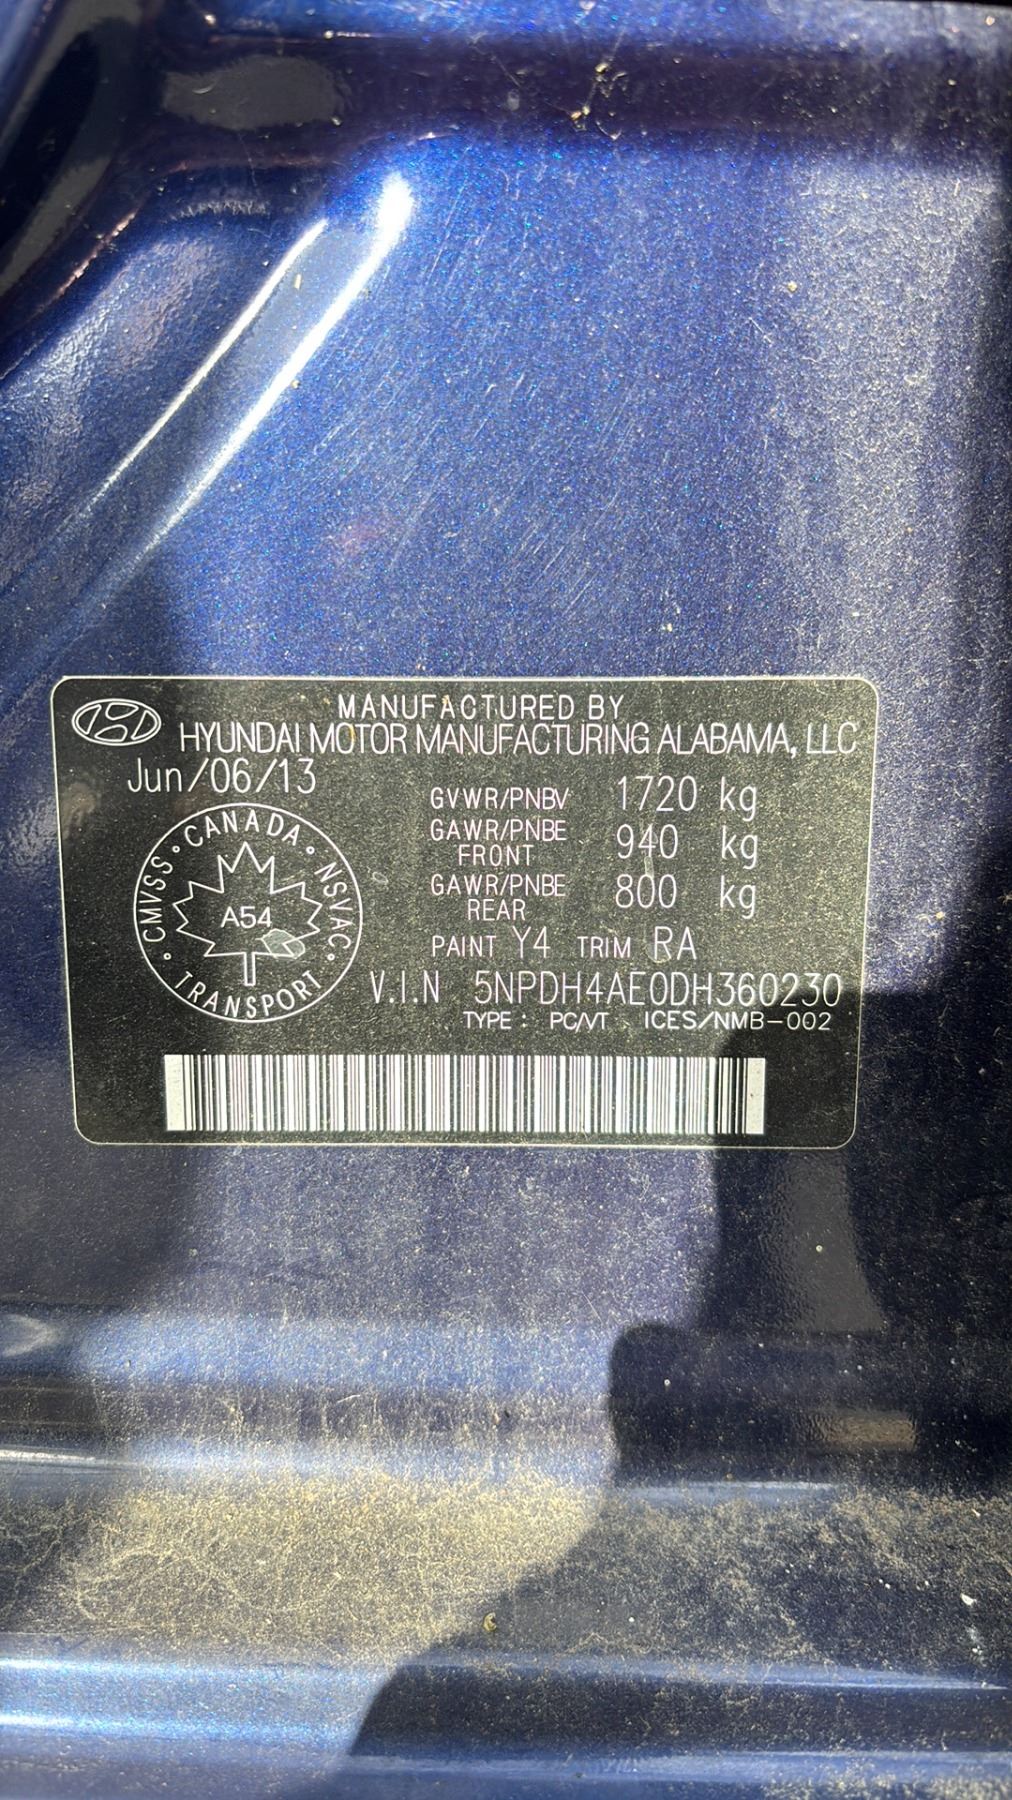 MANUFACTURED BY
HYUNDAI MOTOR MANUFACTURING ALABAMA, LLC
Jun/06/13
GVWR/PNBV 1720 kg
GAWR/PNBE FRONT 940 kg
GAWR/PNBE REAR 800 kg
PAINT Y4 TRIM RA
V.I.N 5NPDH4AE0DH360230
TYPE : PC/VT ICES/NMB-002
CANADA • NSVAC • TRANSPORT • CMVSS •
A54